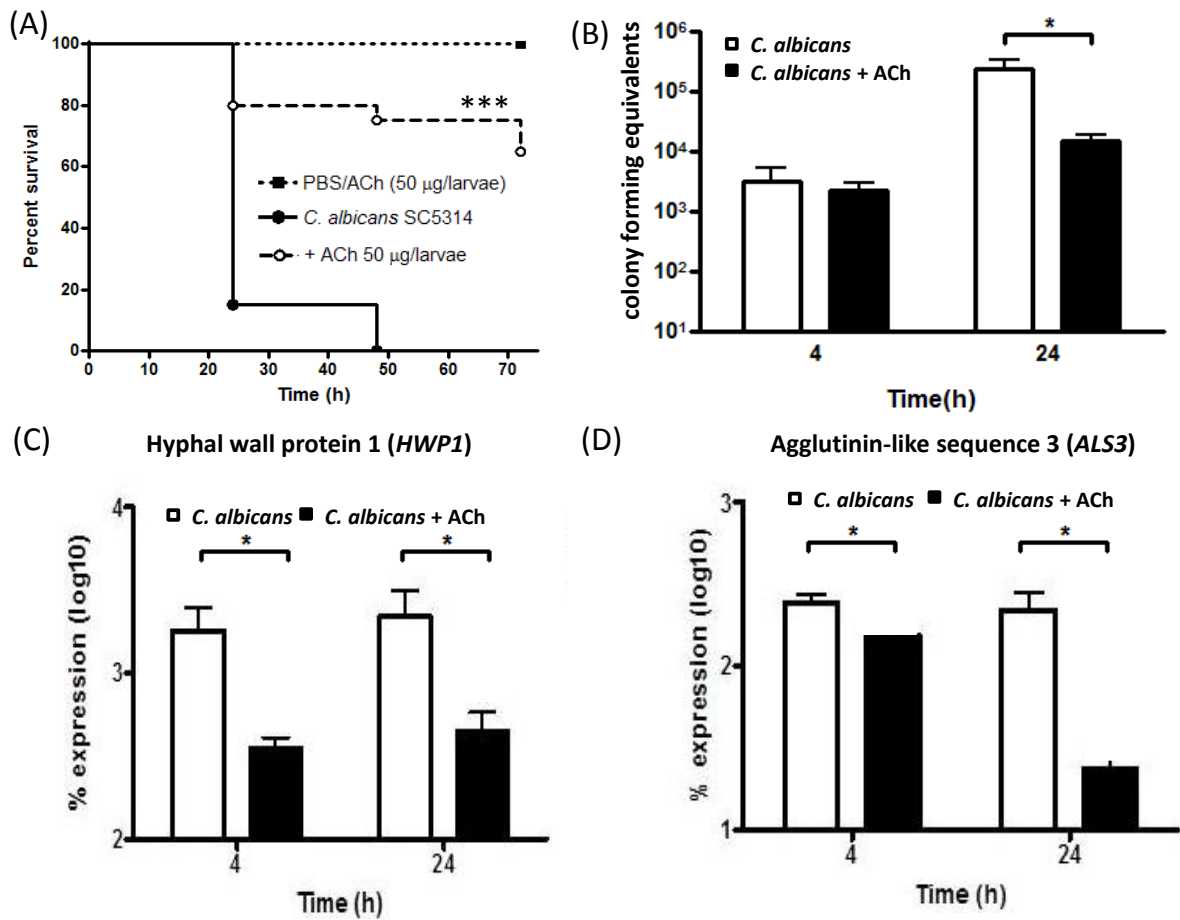 (A)
Percent survival
100
80
60
40
20
0
***
PBS/ACh (50 μg/larvae)
C. albicans SC5314
+ ACh 50 μg/larvae
0 10 20 30 40 50 60 70
Time (h)
(B)
colony forming equivalents
10⁶
10⁵
10⁴
10³
10²
10¹
C. albicans
C. albicans + ACh
*
4 24
Time(h)
(C) Hyphal wall protein 1 (HWP1)
% expression (log10)
4
3
2
C. albicans C. albicans + ACh
* *
4 24
Time (h)
(D) Agglutinin-like sequence 3 (ALS3)
% expression (log10)
3
2
1
C. albicans C. albicans + ACh
* *
4 24
Time (h)